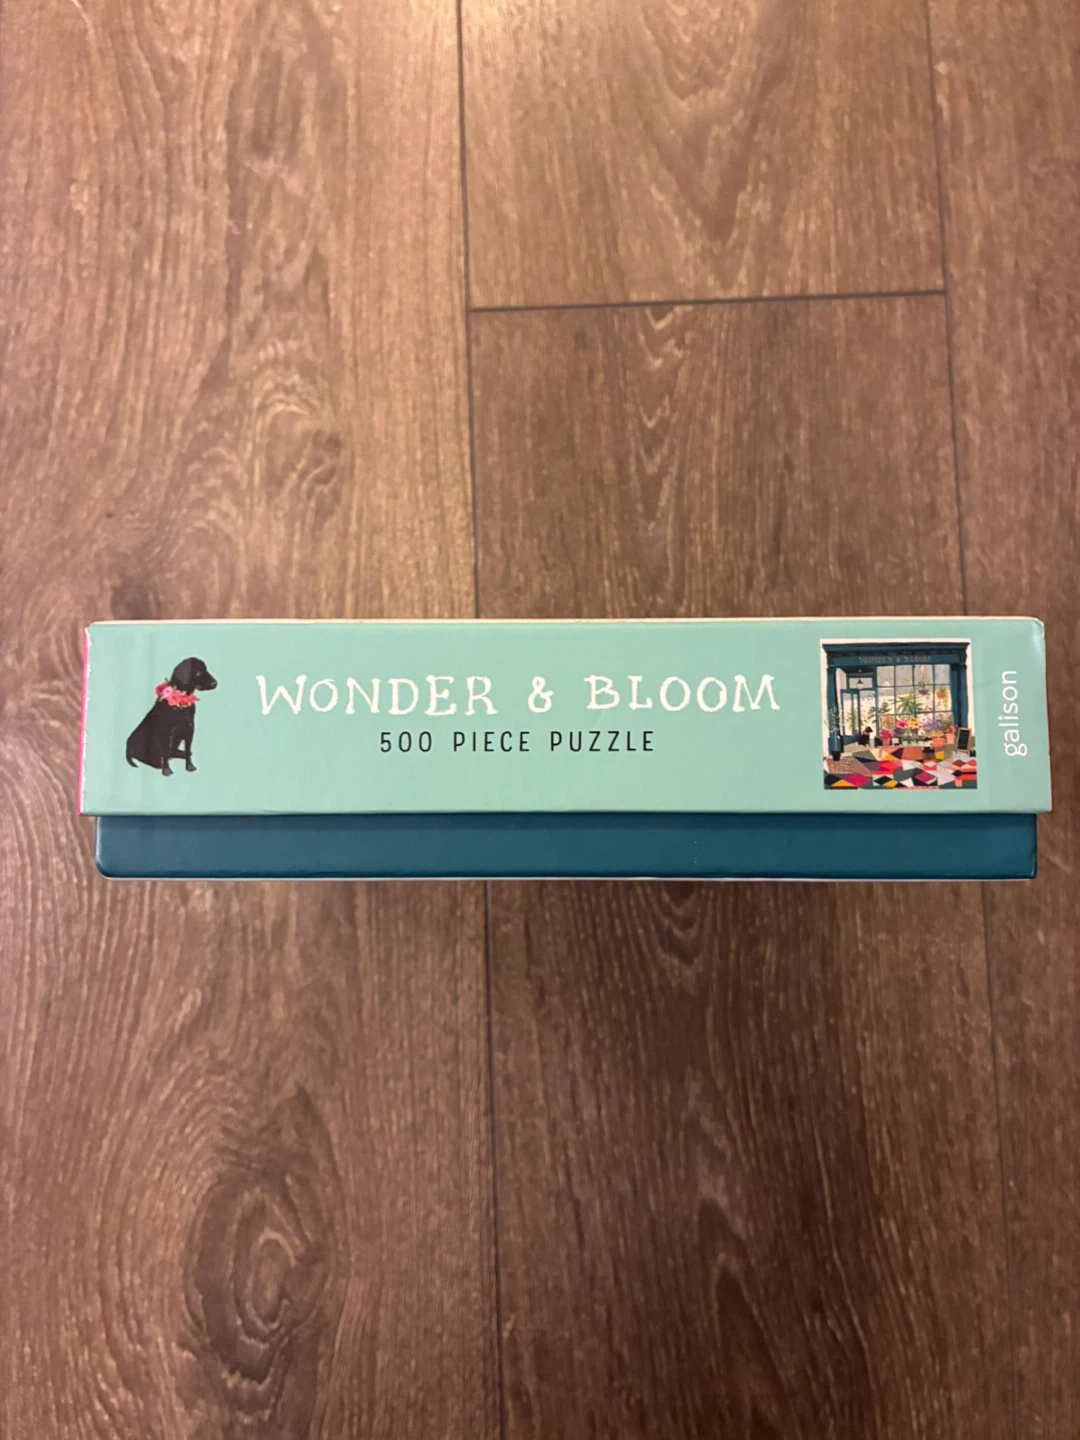 WONDER & BLOOM
500 PIECE PUZZLE
galison